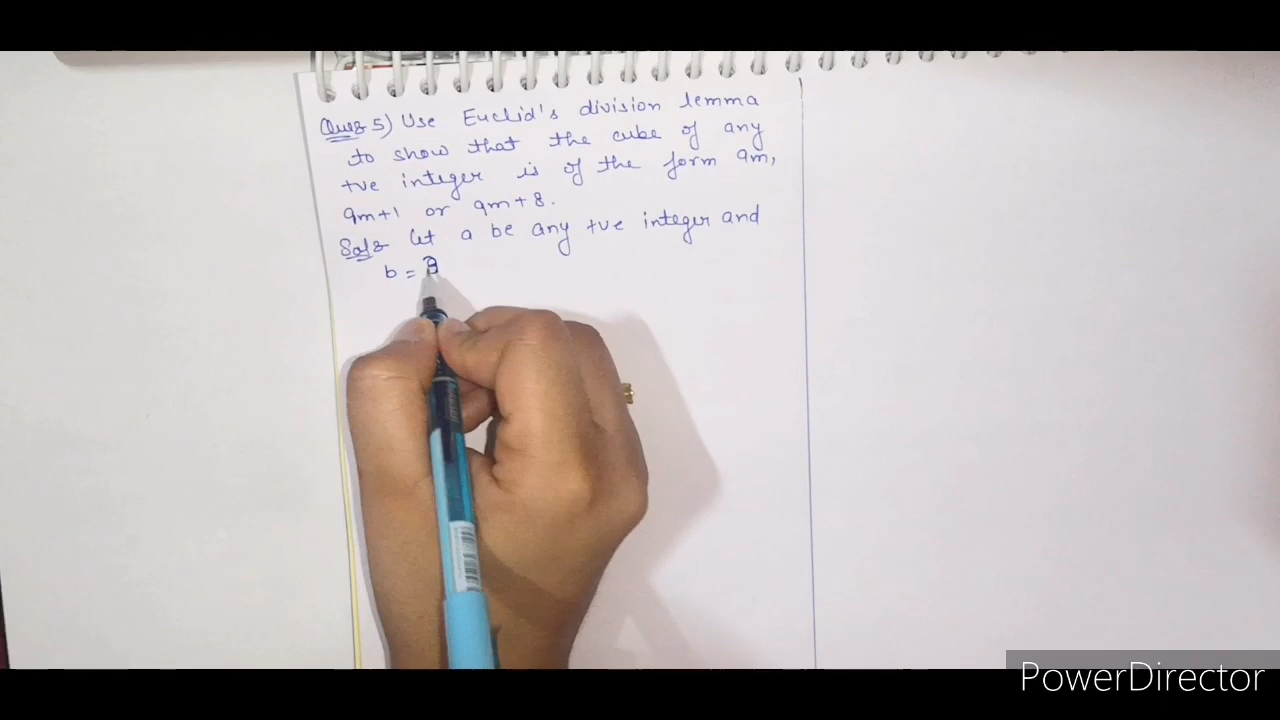 Ques 5) Use Euclid's division lemma
to show that the cube of any
+ve integer is of the form 9m,
9m+1 or 9m+8.
Sol: Let a be any +ve integer and
b = 3
PowerDirector